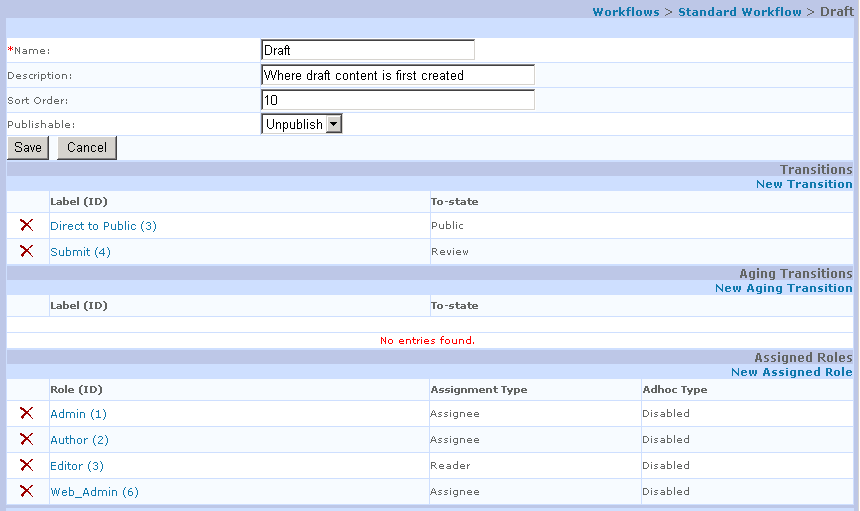 Workflows > Standard Workflow > Draft
*Name: Draft
Description: Where draft content is first created
Sort Order: 10
Publishable: Unpublish
Save Cancel
Transitions
New Transition
Label (ID) To-state
Direct to Public (3) Public
Submit (4) Review
Aging Transitions
New Aging Transition
Label (ID) To-state
No entries found.
Assigned Roles
New Assigned Role
Role (ID) Assignment Type Adhoc Type
Admin (1) Assignee Disabled
Author (2) Assignee Disabled
Editor (3) Reader Disabled
Web_Admin (6) Assignee Disabled